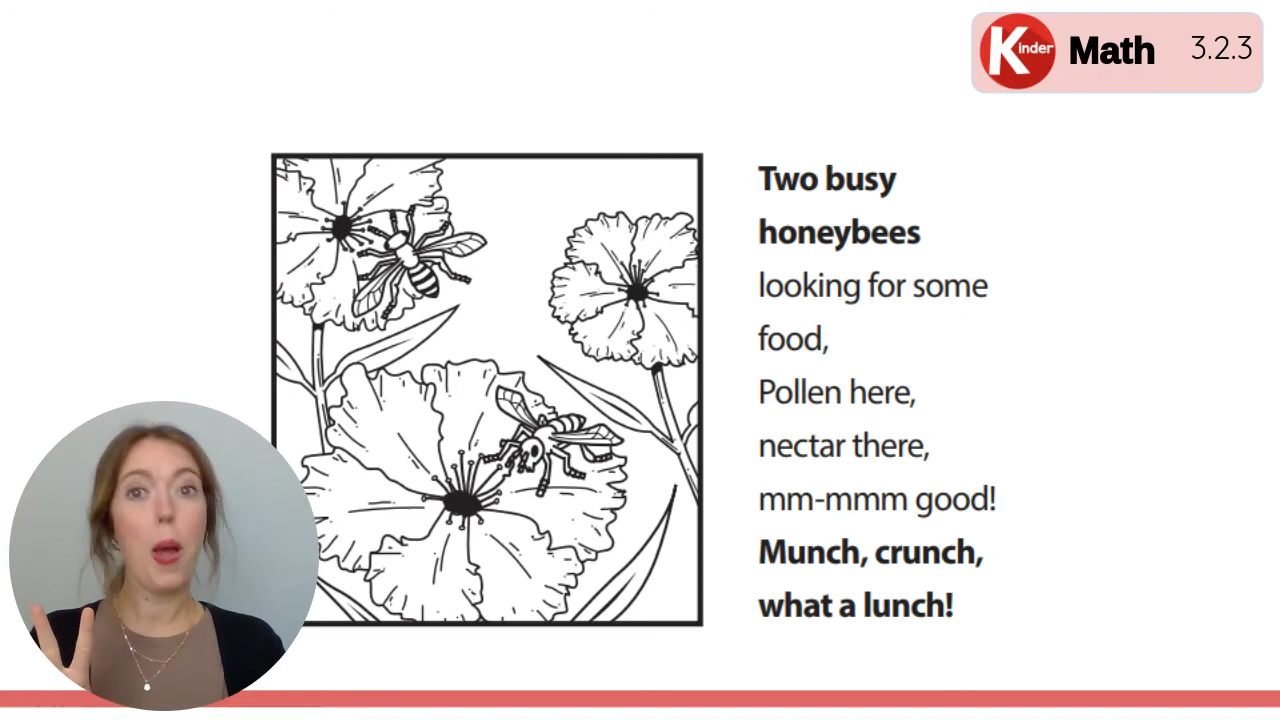 Kinder Math 3.2.3
Two busy
honeybees
looking for some
food,
Pollen here,
nectar there,
mm-mmm good!
Munch, crunch,
what a lunch!